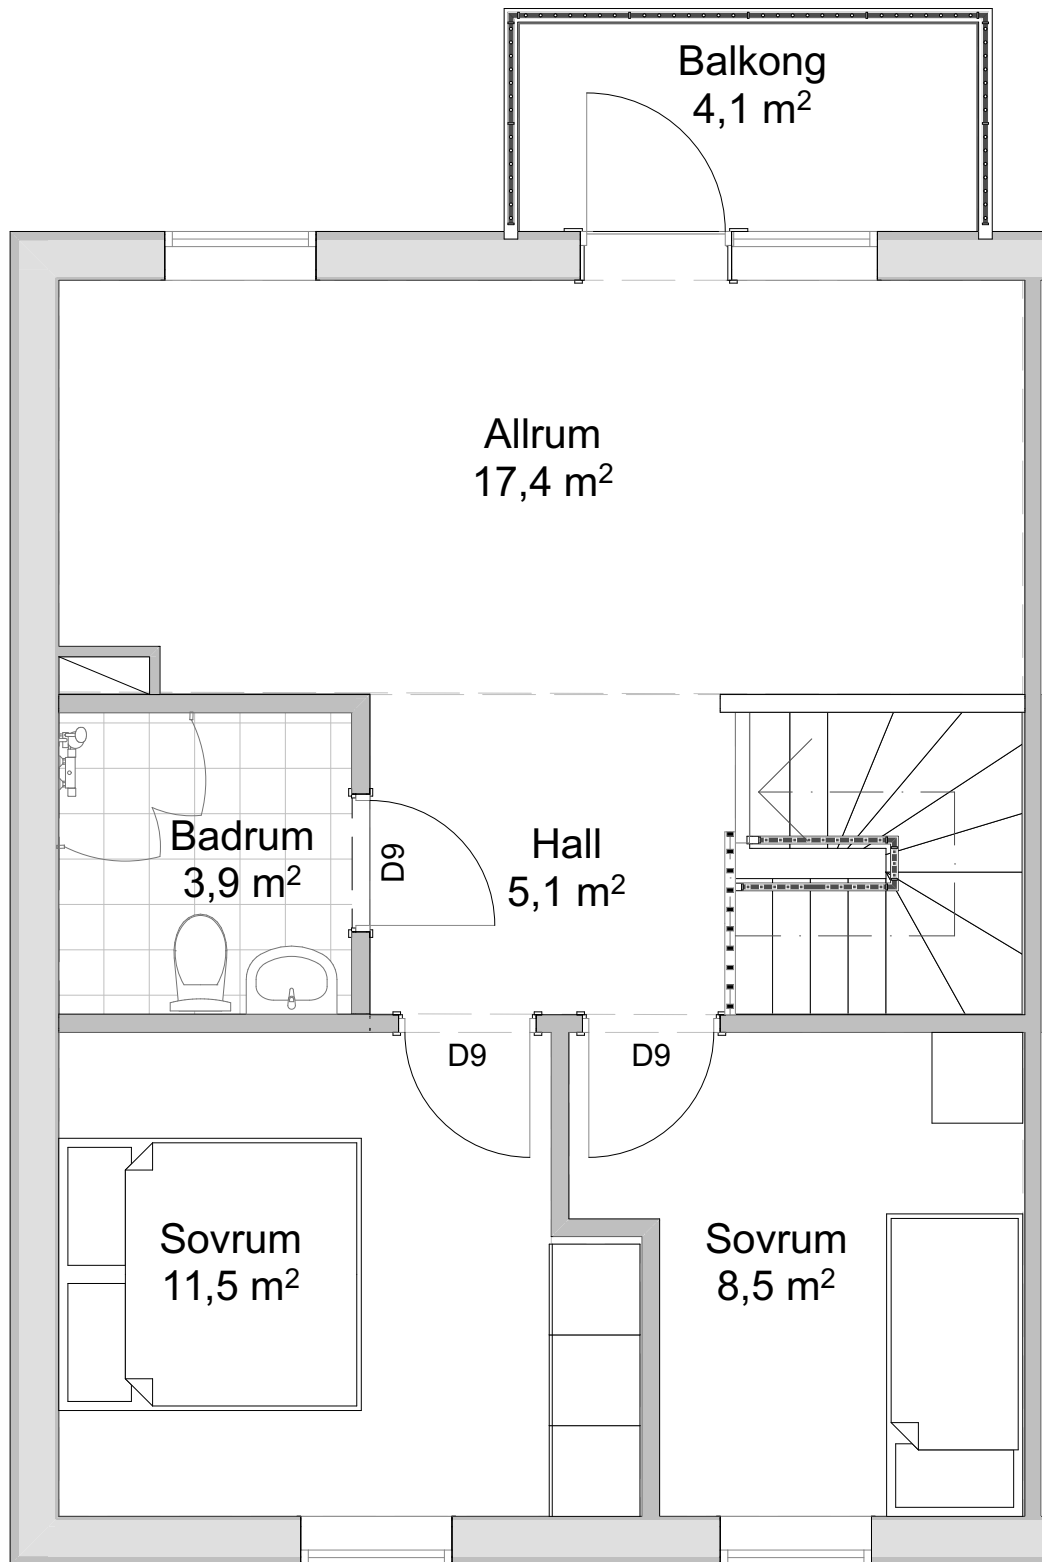 Balkong
4,1 m²
Allrum
17,4 m²
Badrum
3,9 m²
D9
Hall
5,1 m²
D9
D9
Sovrum
11,5 m²
Sovrum
8,5 m²